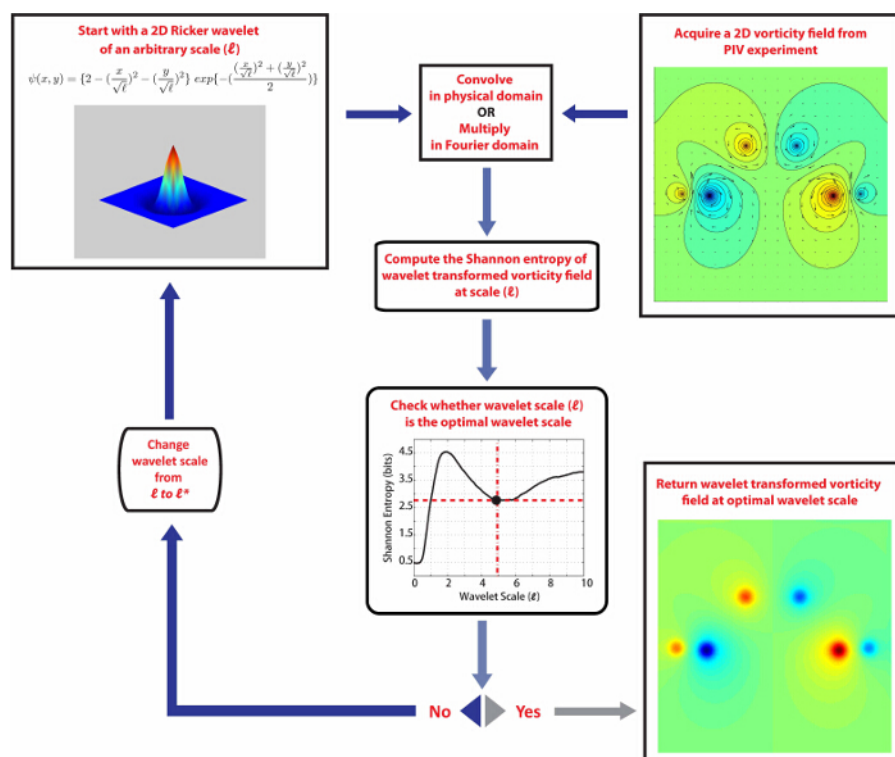 Start with a 2D Ricker wavelet
of an arbitrary scale (ℓ)
ψ(x, y) = {2 − (x/√ℓ)² − (y/√ℓ)²} exp{−((x/√ℓ)² + (y/√ℓ)²/2)}
Convolve
in physical domain
OR
Multiply
in Fourier domain
Acquire a 2D vorticity field from
PIV experiment
Compute the Shannon entropy of
wavelet transformed vorticity field
at scale (ℓ)
Check whether wavelet scale (ℓ)
is the optimal wavelet scale
Shannon Entropy (bits)
4.5
3.5
2.5
0.5
0 2 4 6 8 10
Wavelet Scale (ℓ)
Change
wavelet scale
from
ℓ to ℓ*
Return wavelet transformed vorticity
field at optimal wavelet scale
No Yes